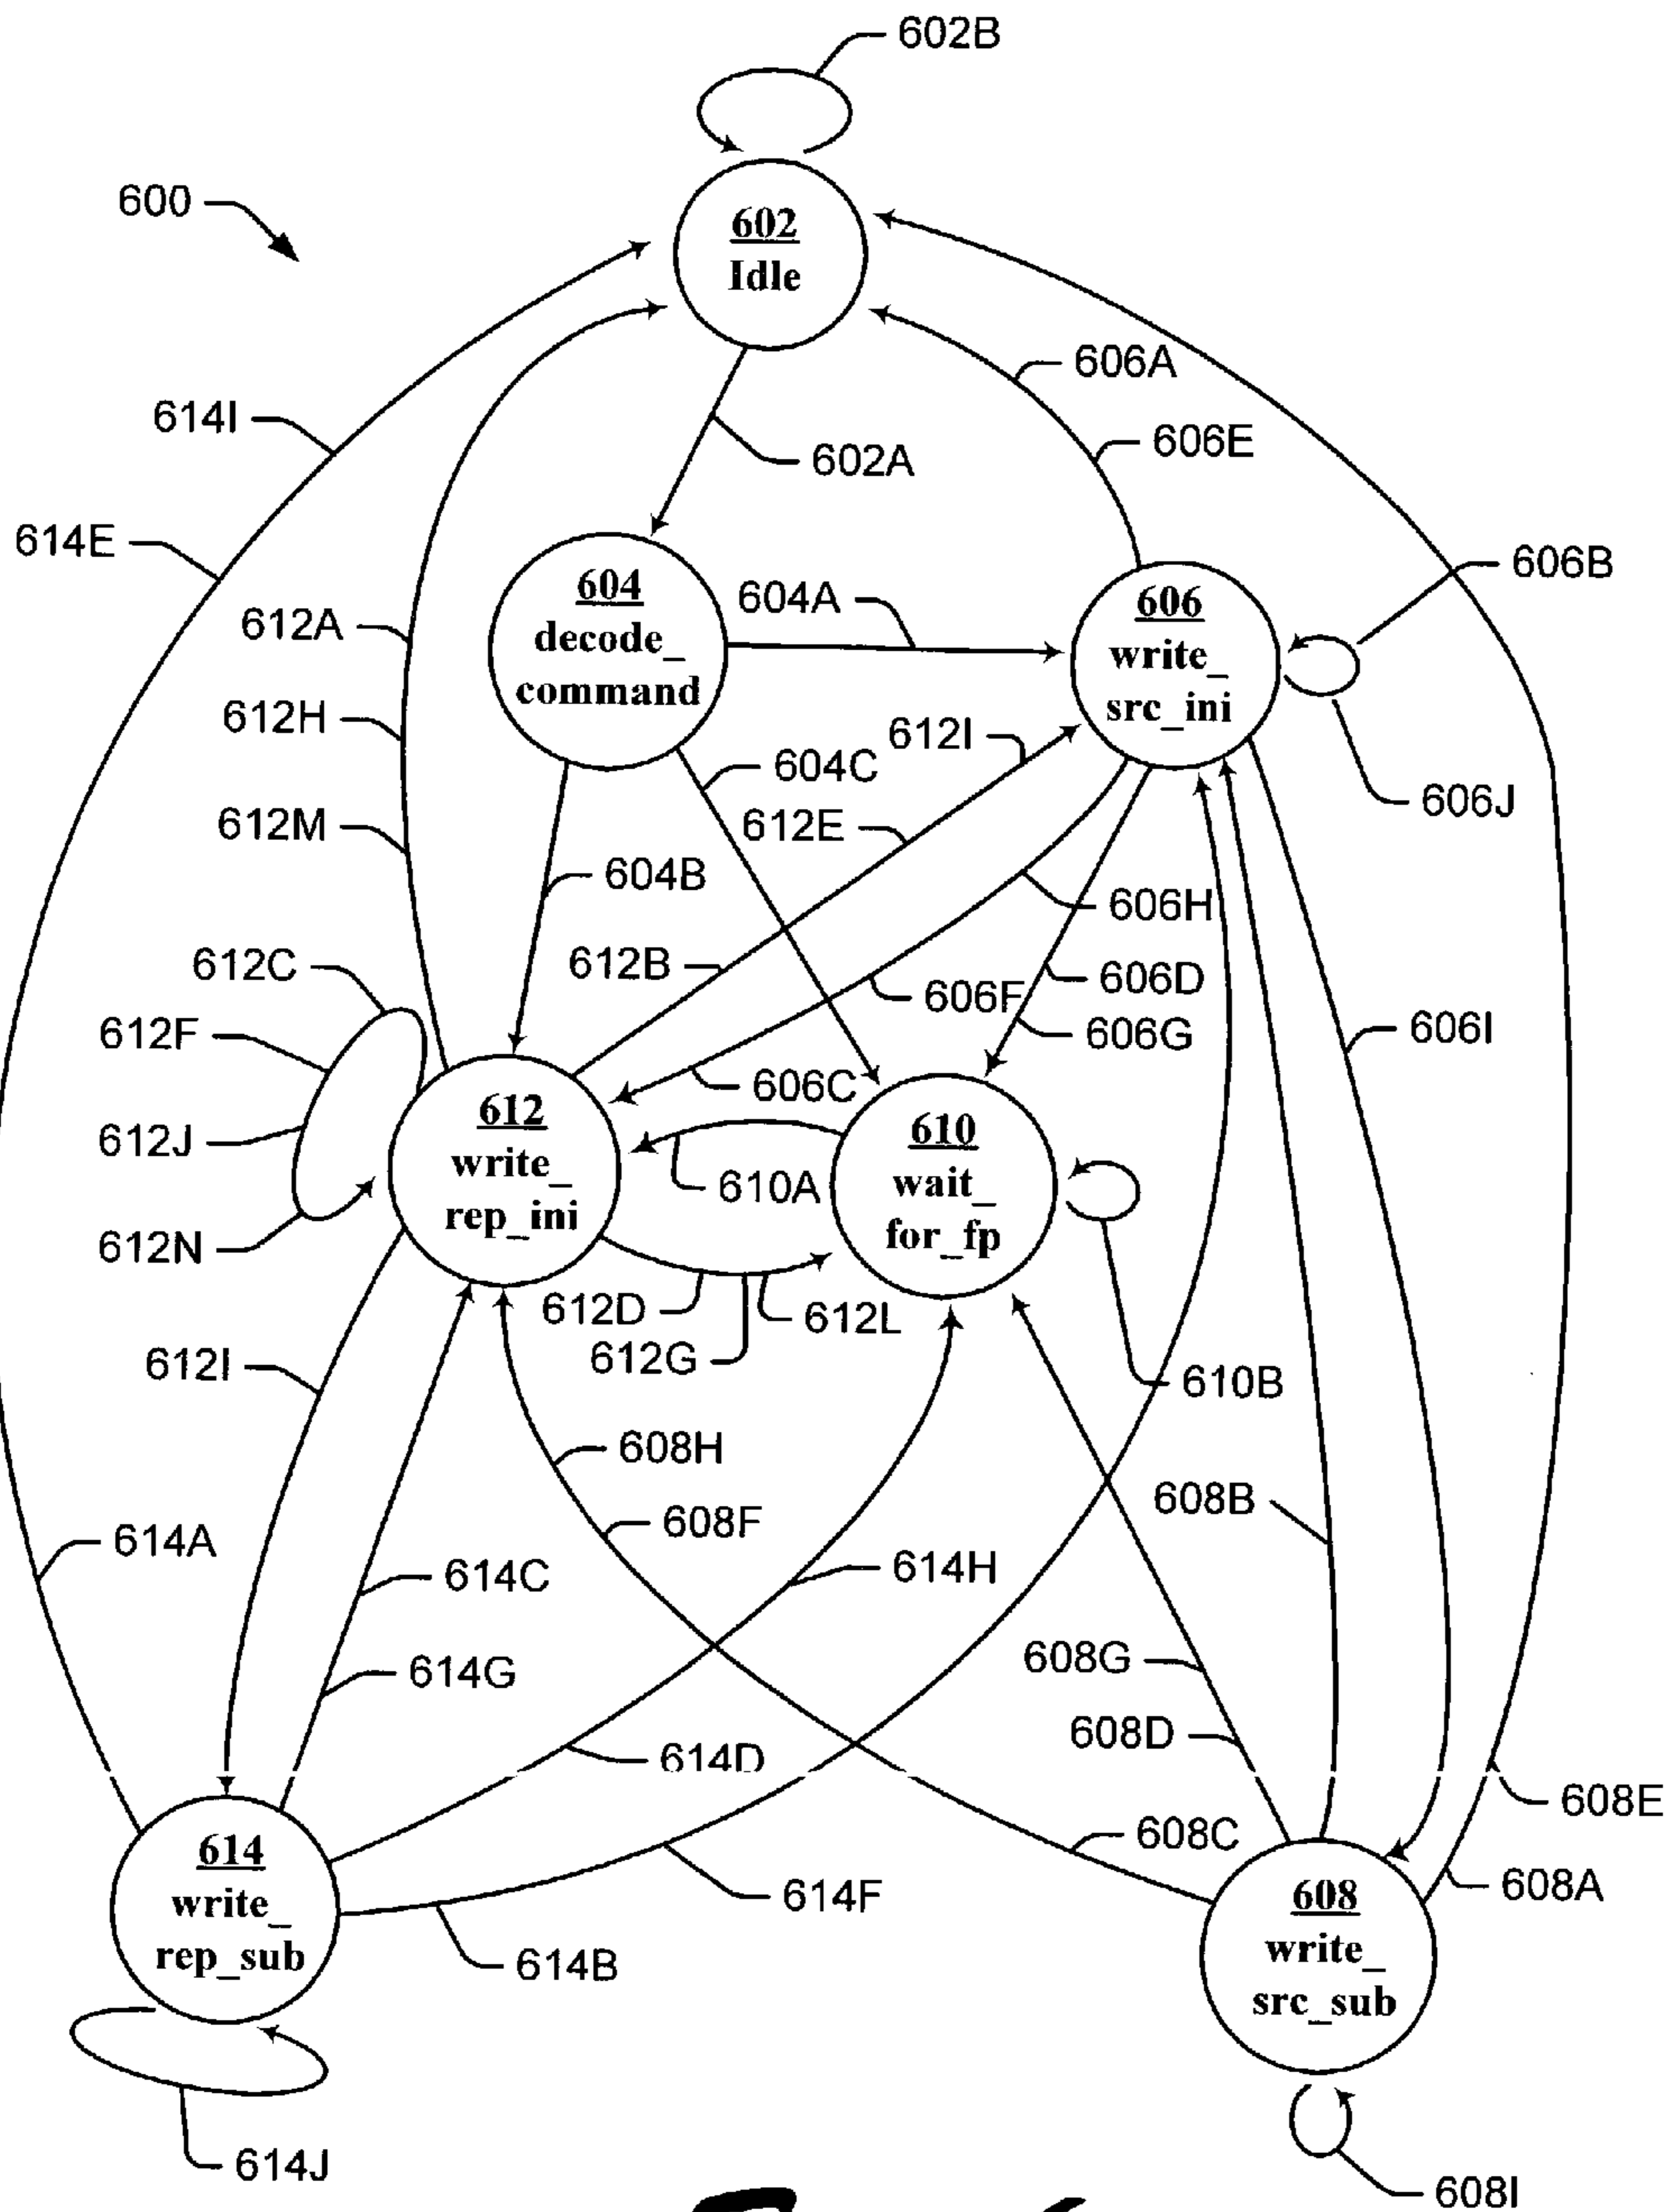 602B
600
602
Idle
606A
614I
606E
602A
614E
606B
604
decode_
command
604A
606
write_
src_ini
612A
612H
612I
604C
606J
612M
612E
604B
606H
612C
612B
606D
606F
612F
606G
606I
606C
612
write_
rep_ini
610
wait_
for_fp
612J
610A
612N
612D
612L
612G
612I
610B
608H
608B
608F
614A
614C
614H
614G
608G
608D
614D
608E
608C
608A
614
write_
rep_sub
614F
608
write_
src_sub
614B
614J
608I